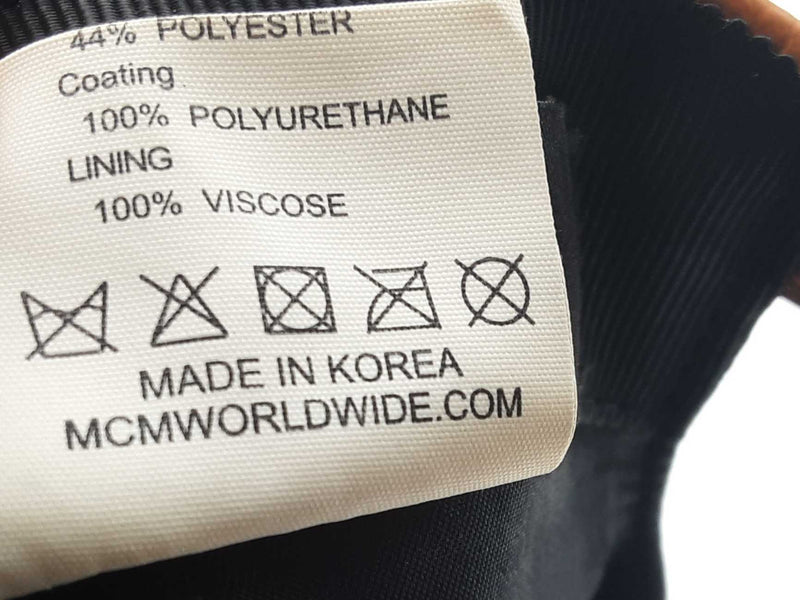 44% POLYESTER
Coating
100% POLYURETHANE
LINING
100% VISCOSE
MADE IN KOREA
MCMWORLDWIDE.COM